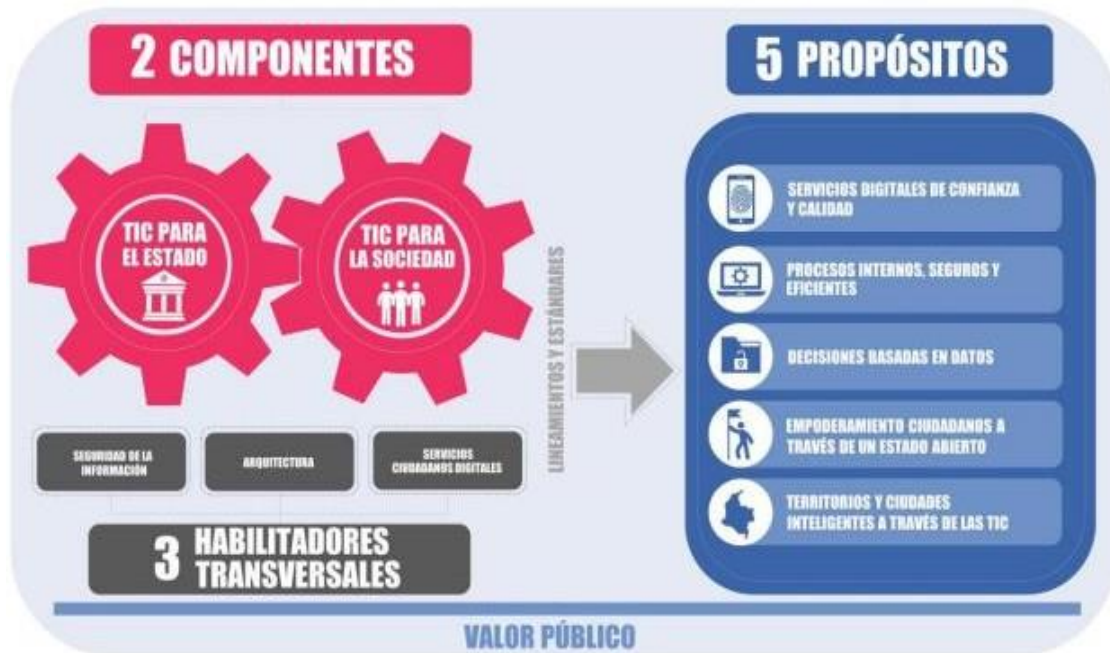 2 COMPONENTES
TIC PARA
EL ESTADO
TIC PARA
LA SOCIEDAD
SEGURIDAD DE LA
INFORMACIÓN
ARQUITECTURA
SERVICIOS
CIUDADANOS DIGITALES
3 HABILITADORES
TRANSVERSALES
LINEAMIENTOS Y ESTÁNDARES
5 PROPÓSITOS
SERVICIOS DIGITALES DE CONFIANZA
Y CALIDAD
PROCESOS INTERNOS, SEGUROS Y
EFICIENTES
DECISIONES BASADAS EN DATOS
EMPODERAMIENTO CIUDADANOS A
TRAVÉS DE UN ESTADO ABIERTO
TERRITORIOS Y CIUDADES
INTELIGENTES A TRAVÉS DE LAS TIC
VALOR PÚBLICO